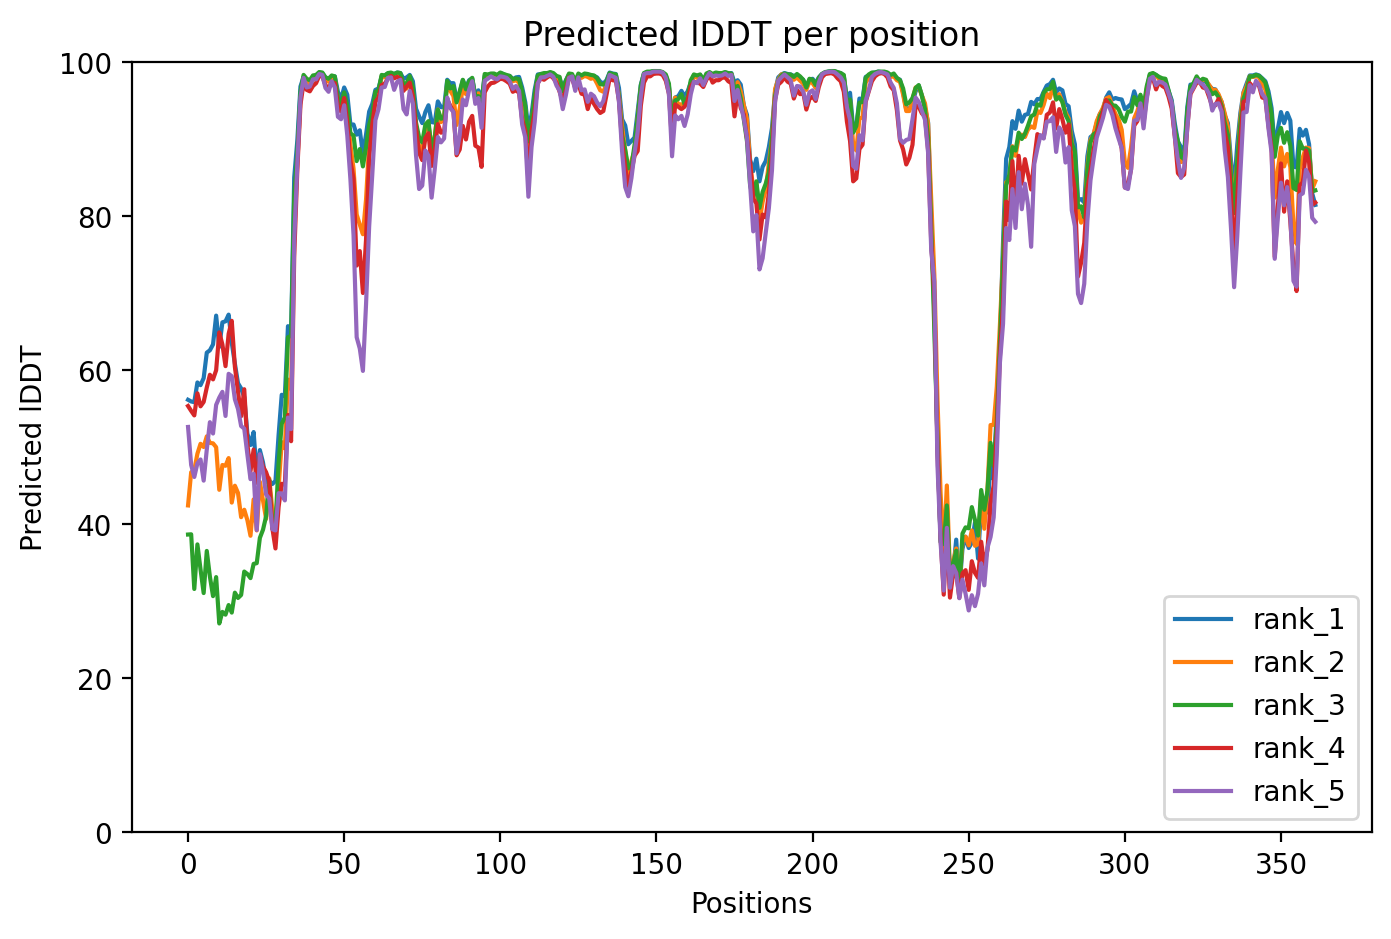 Predicted lDDT per position
100
80
60
40
20
0
Predicted lDDT
0 50 100 150 200 250 300 350
Positions
rank_1
rank_2
rank_3
rank_4
rank_5